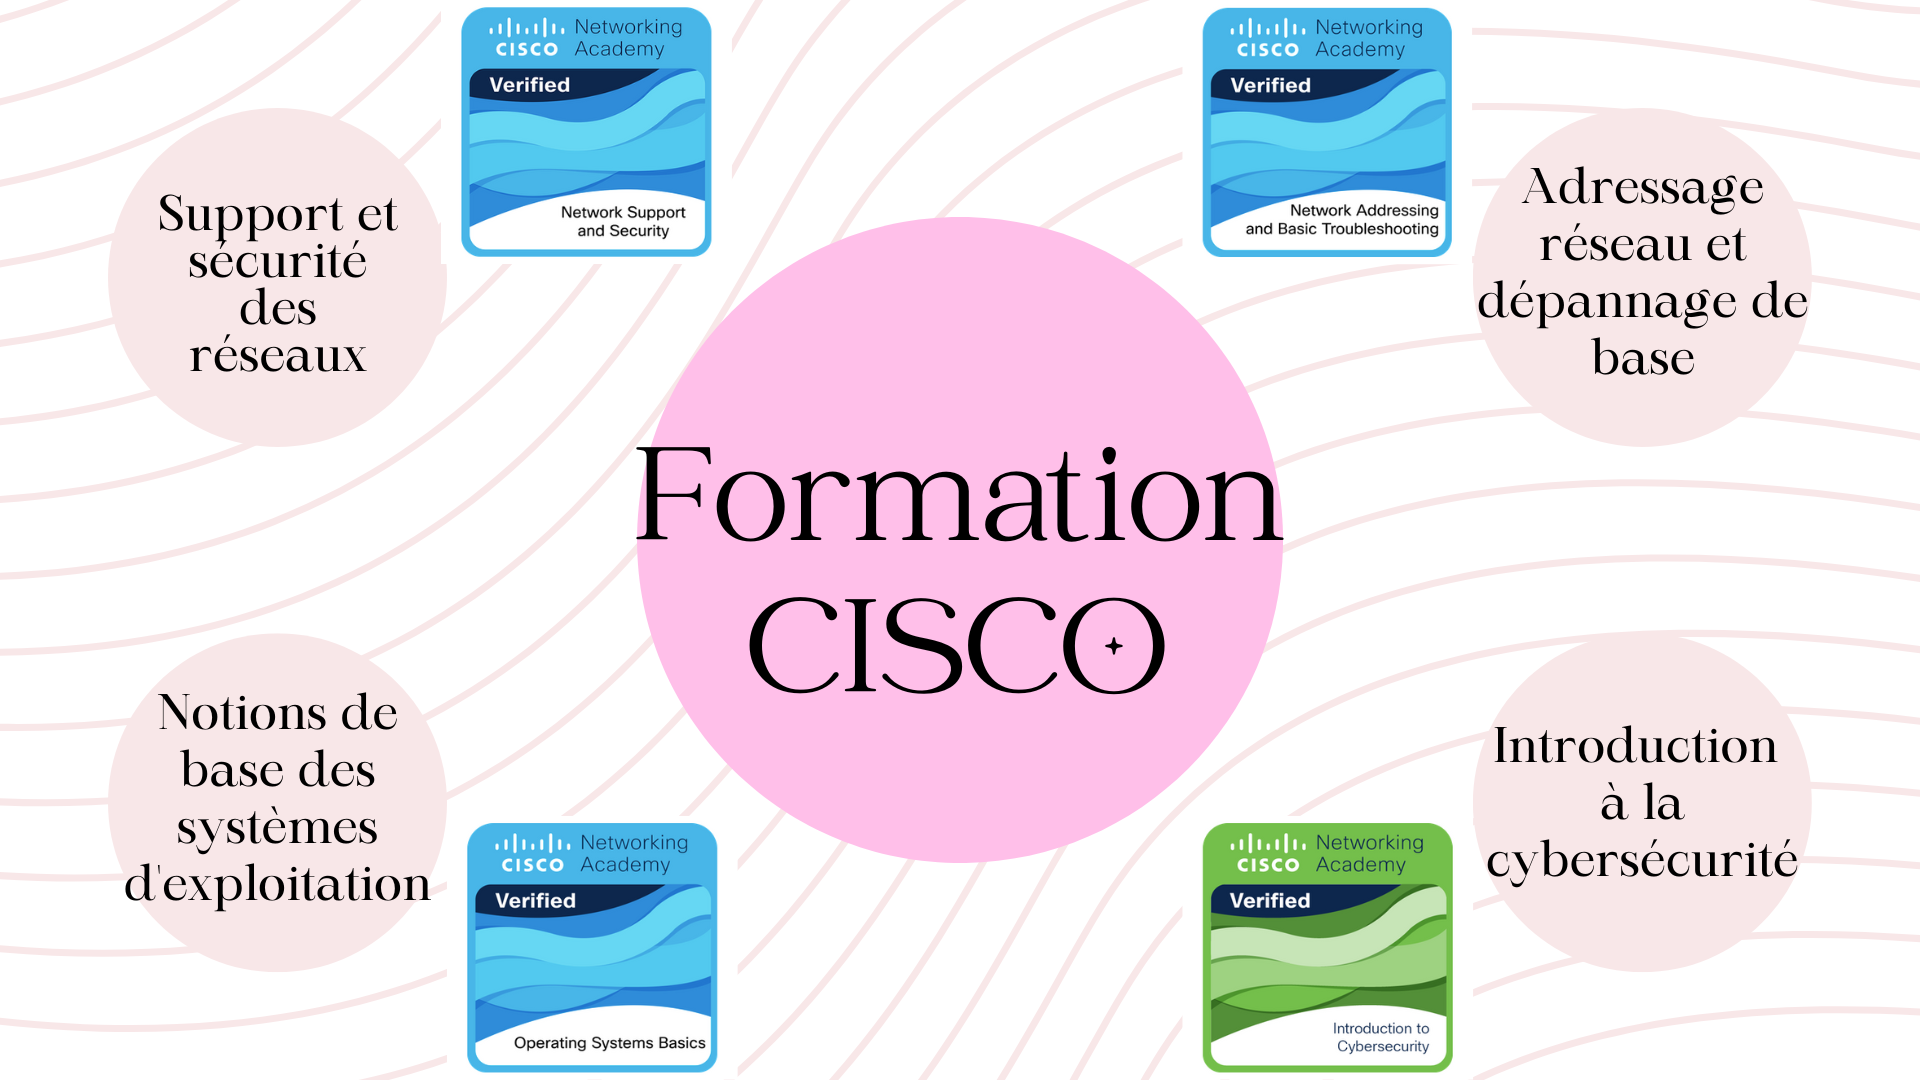 CISCO Networking
Academy
Verified
Network Support
and Security
CISCO Networking
Academy
Verified
Network Addressing
and Basic Troubleshooting
Support et
sécurité
des
réseaux
Adressage
réseau et
dépannage de
base
Formation
CISCO
Notions de
base des
systèmes
d'exploitation
Introduction
à la
cybersécurité
CISCO Networking
Academy
Verified
Operating Systems Basics
CISCO Networking
Academy
Verified
Introduction to
Cybersecurity